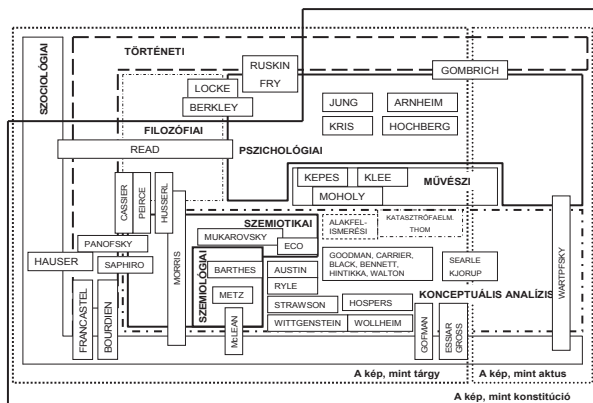 TÖRTÉNETI
SZOCIOLÓGIAI
RUSKIN
FRY
GOMBRICH
LOCKE
BERKLEY
JUNG
ARNHEIM
KRIS
HOCHBERG
FILOZÓFIAI
READ
PSZICHOLÓGIAI
KEPES
KLEE
MOHOLY
MŰVÉSZI
CASSIER
PEIRCE
HUSSERL
MORRIS
SZEMIOTIKAI
MUKAROVSKY
ECO
ALAKFEL-
ISMERÉSI
KATASZTRÓFAELM.
THOM
PANOFSKY
HAUSER
SAPHIRO
SZEMIOLÓGIAI
BARTHES
METZ
McLEAN
AUSTIN
RYLE
STRAWSON
HOSPERS
WITTGENSTEIN
WOLLHEIM
GOODMAN, CARRIER,
BLACK, BENNETT,
HINTIKKA, WALTON
SEARLE
KJORUP
KONCEPTUÁLIS ANALÍZIS
WARTPFSKY
FRANCASTEL
BOURDIEN
GOFMAN
ESSIAR
GROSS
A kép, mint tárgy
A kép, mint aktus
A kép, mint konstitúció